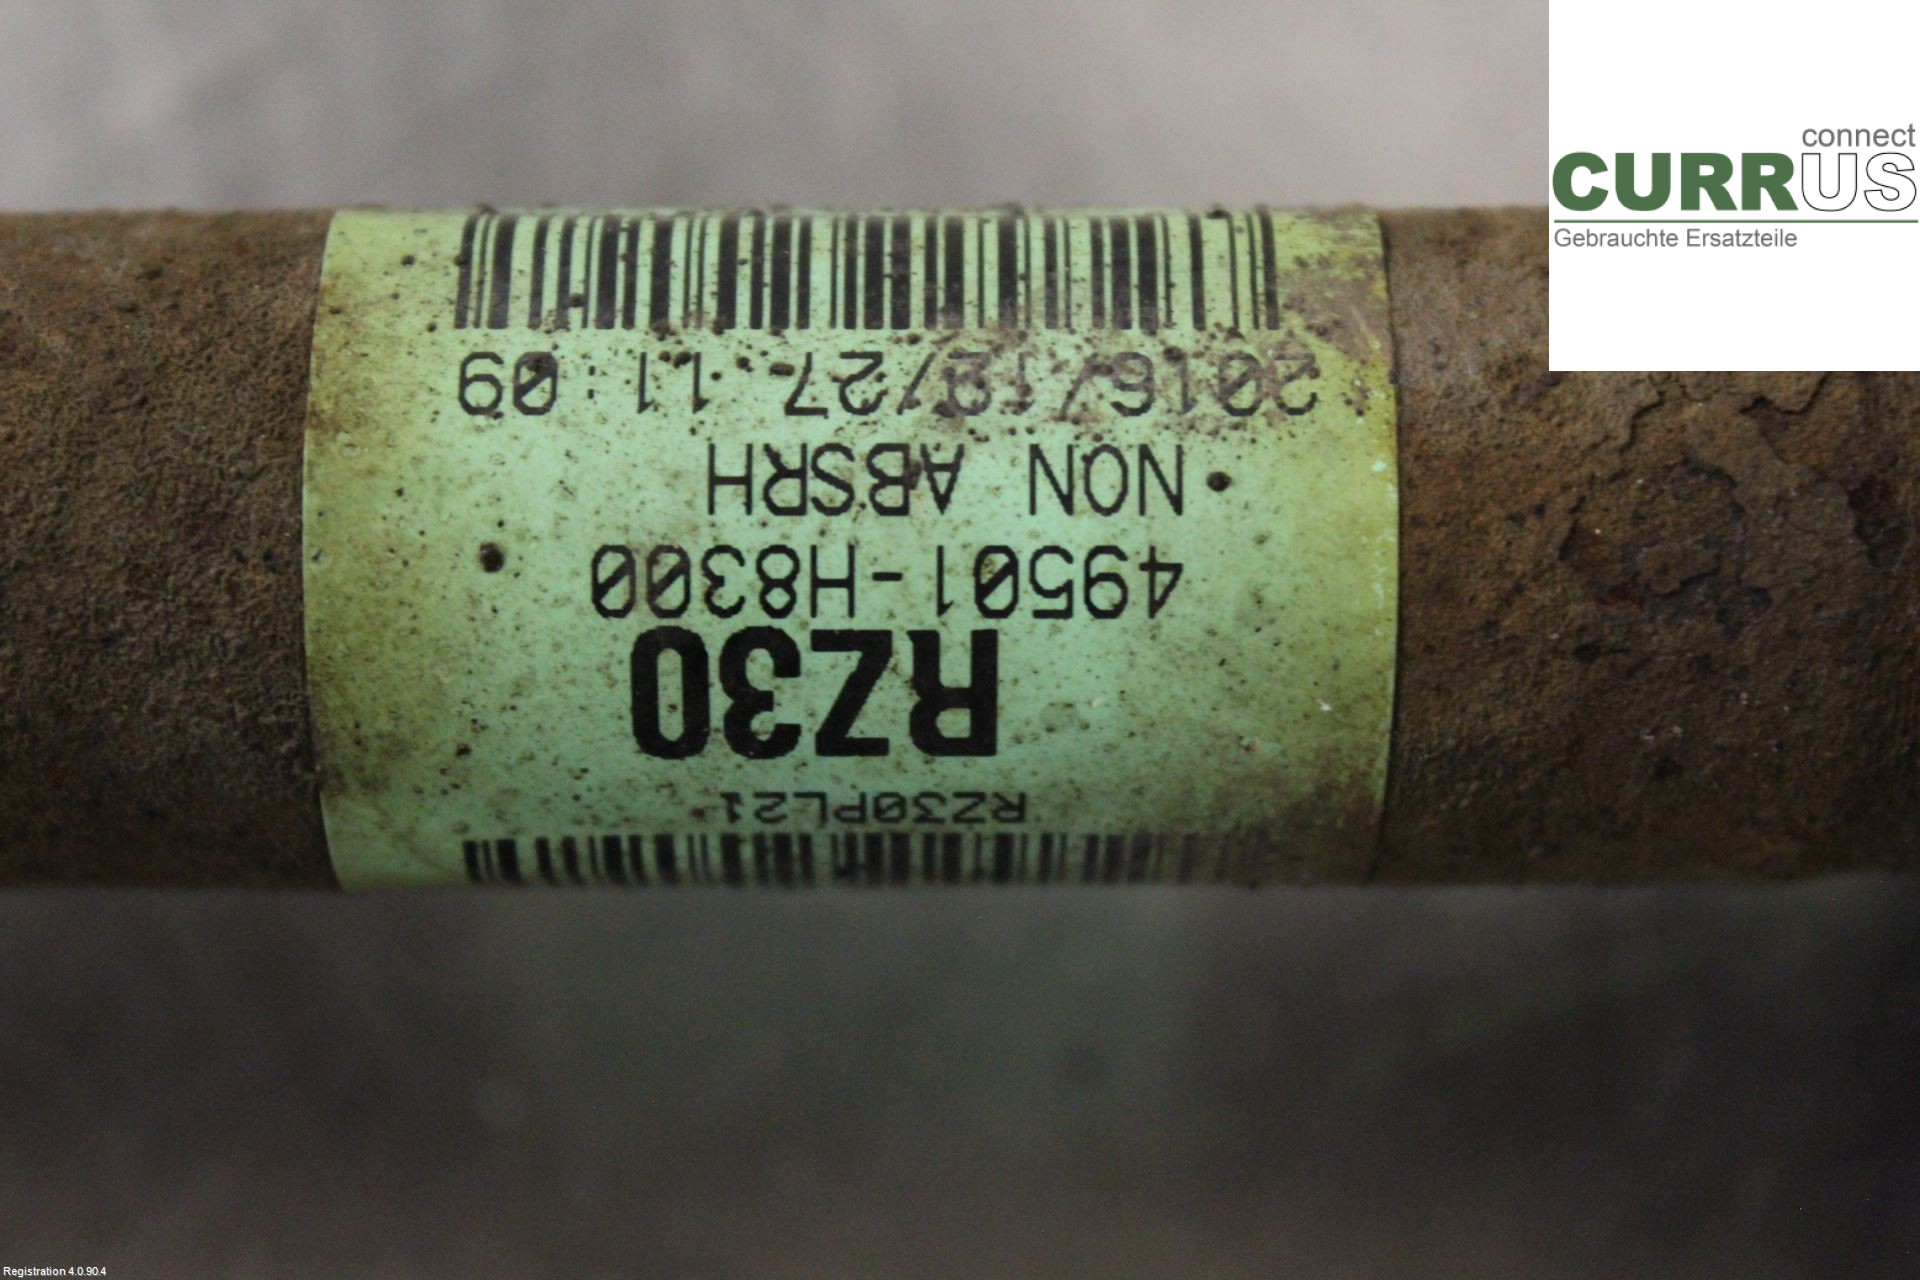 connect
CURRUS
Gebrauchte Ersatzteile
RZ30PL21
RZ30
49501-H8300
NON ABSRH
2016/12/27 11:09
Registration 4.0.90.4